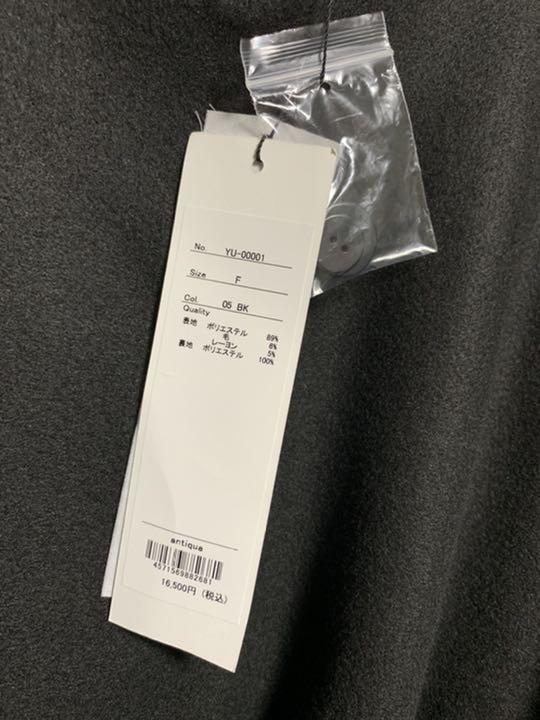 No. YU-00001
Size F
Col. 05 BK
Quality
表地 ポリエステル 89%
毛 6%
レーヨン 5%
裏地 ポリエステル 100%
antiqua
4571569882681
16,500円 (税込)